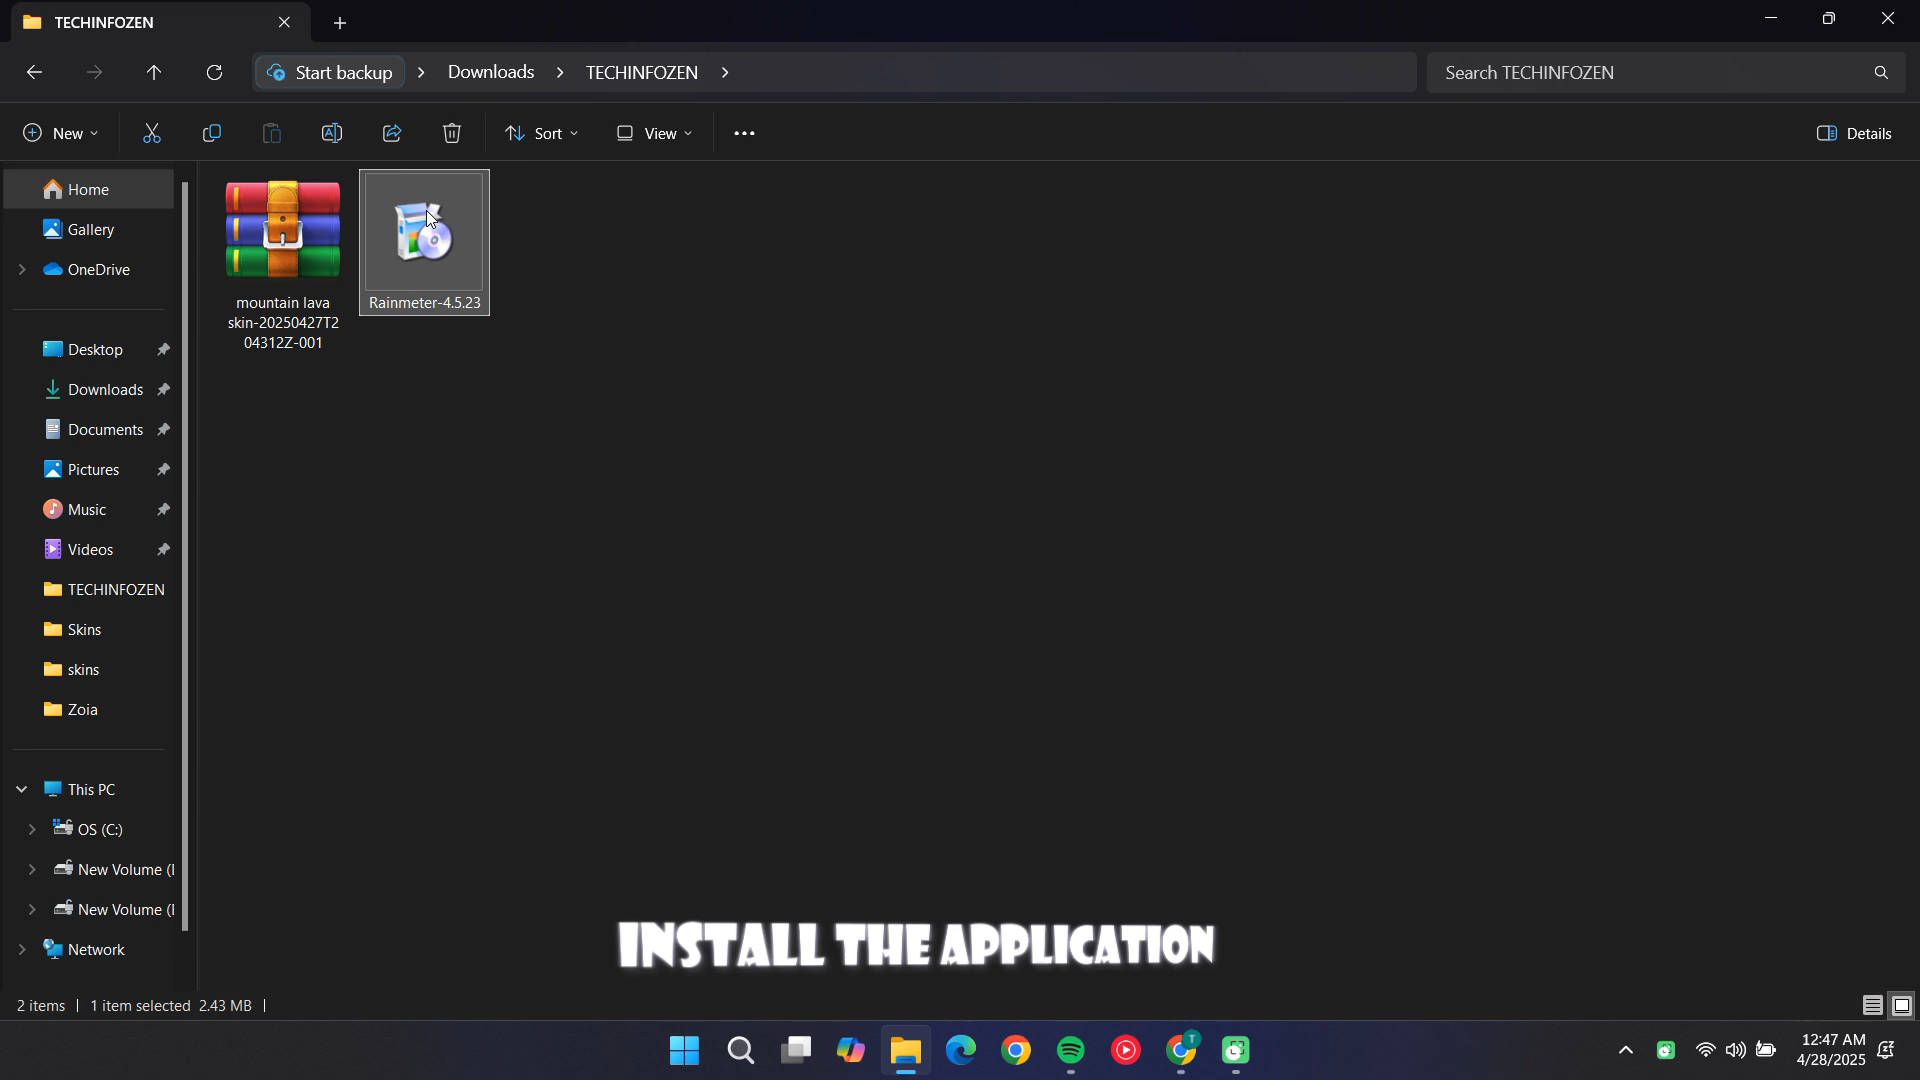 TECHINFOZEN
Start backup
Downloads
TECHINFOZEN
Search TECHINFOZEN
New
Sort
View
Details
Home
Gallery
OneDrive
Desktop
Downloads
Documents
Pictures
Music
Videos
TECHINFOZEN
Skins
skins
Zoia
This PC
OS (C:)
New Volume (
New Volume (
Network
mountain lava
skin-20250427T2
04312Z-001
Rainmeter-4.5.23
INSTALL THE APPLICATION
2 items
1 item selected 2.43 MB
T
12:47 AM
4/28/2025